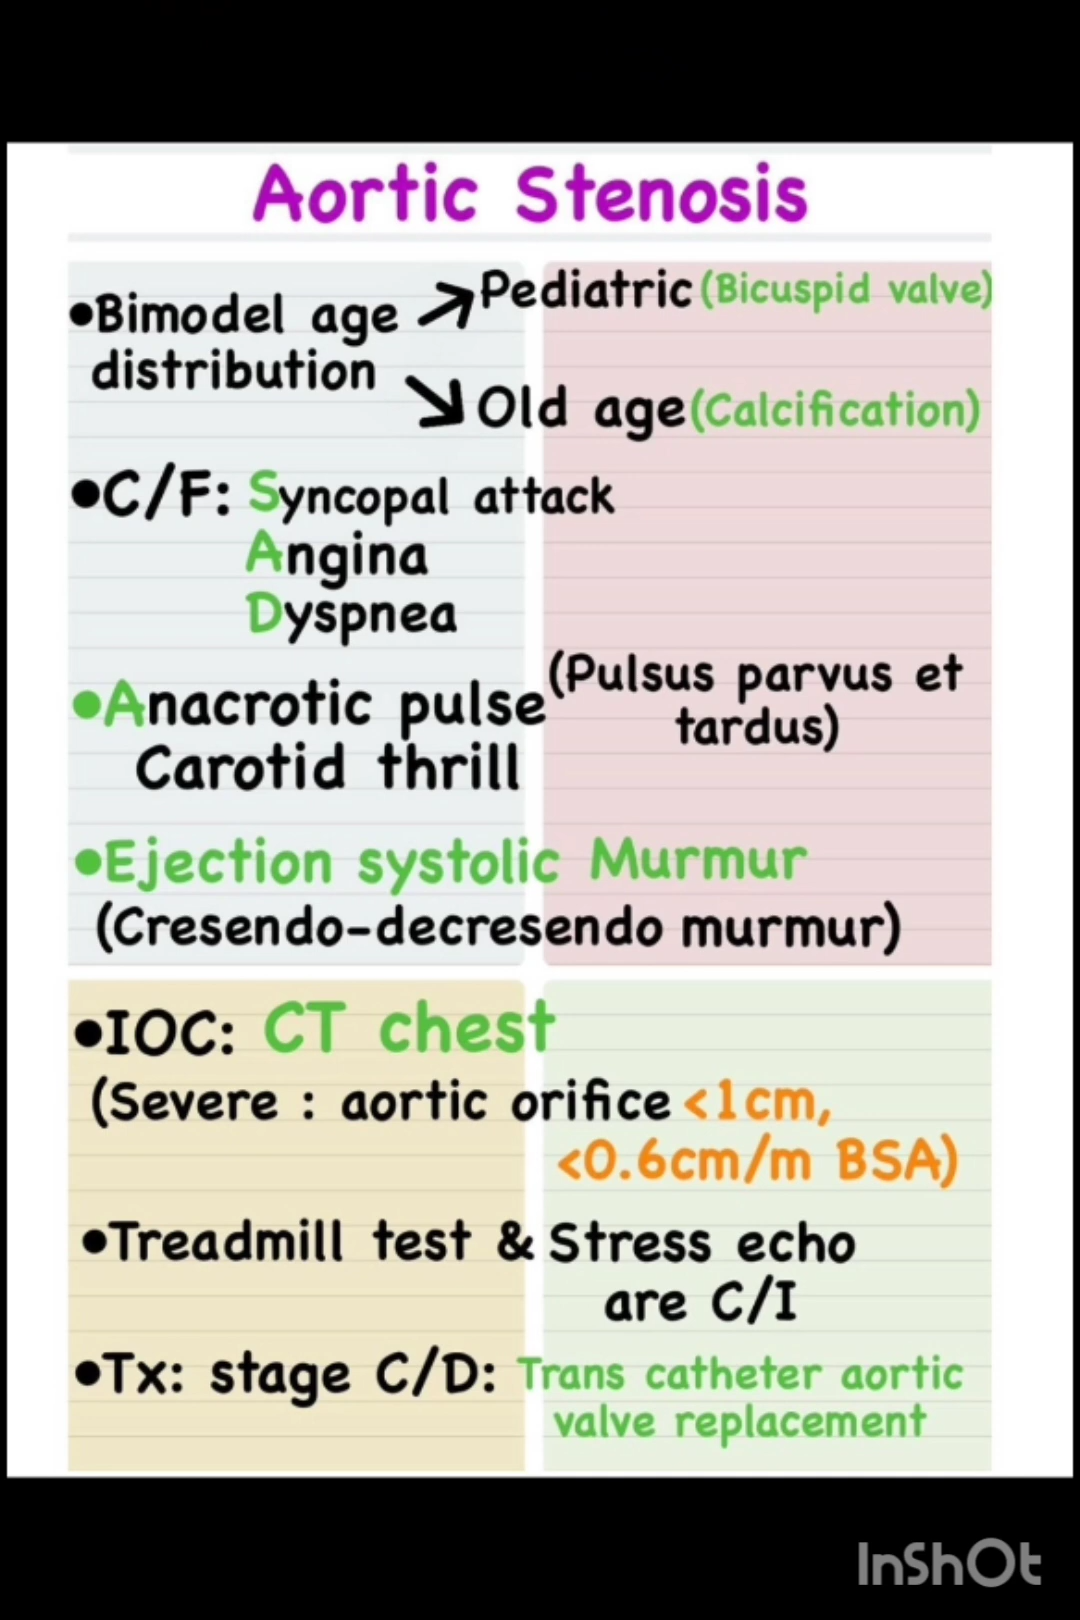 Aortic Stenosis
•Bimodel age distribution ↗ Pediatric (Bicuspid valve)
↘ Old age (Calcification)
•C/F: Syncopal attack
Angina
Dyspnea
•Anacrotic pulse (Pulsus parvus et tardus)
Carotid thrill
•Ejection systolic Murmur
(Cresendo-decresendo murmur)
•IOC: CT chest
(Severe : aortic orifice <1cm,
<0.6cm/m BSA)
•Treadmill test & Stress echo
are C/I
•Tx: stage C/D: Trans catheter aortic
valve replacement
InShOt